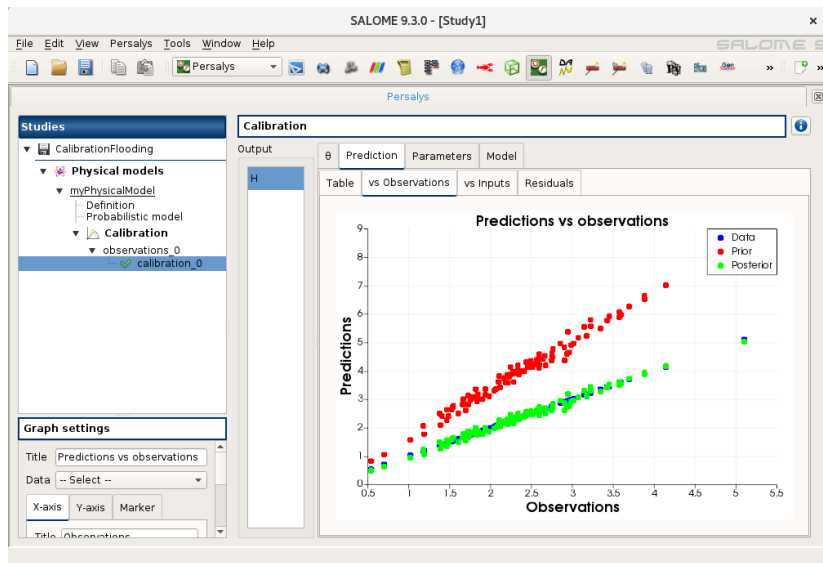 SALOME 9.3.0 - [Study1]
File Edit View Persalys Tools Window Help
SALOME 9
Persalys
Persalys
Studies
CalibrationFlooding
Physical models
myPhysicalModel
Definition
Probabilistic model
Calibration
observations_0
calibration_0
Calibration
Output
H
θ Prediction Parameters Model
Table vs Observations vs Inputs Residuals
Predictions vs observations
Data
Prior
Posterior
Predictions
9
8
7
6
5
4
3
2
1
0
0.5 1 1.5 2 2.5 3 3.5 4 4.5 5 5.5
Observations
Graph settings
Title Predictions vs observations
Data -- Select --
X-axis Y-axis Marker
Title Observations